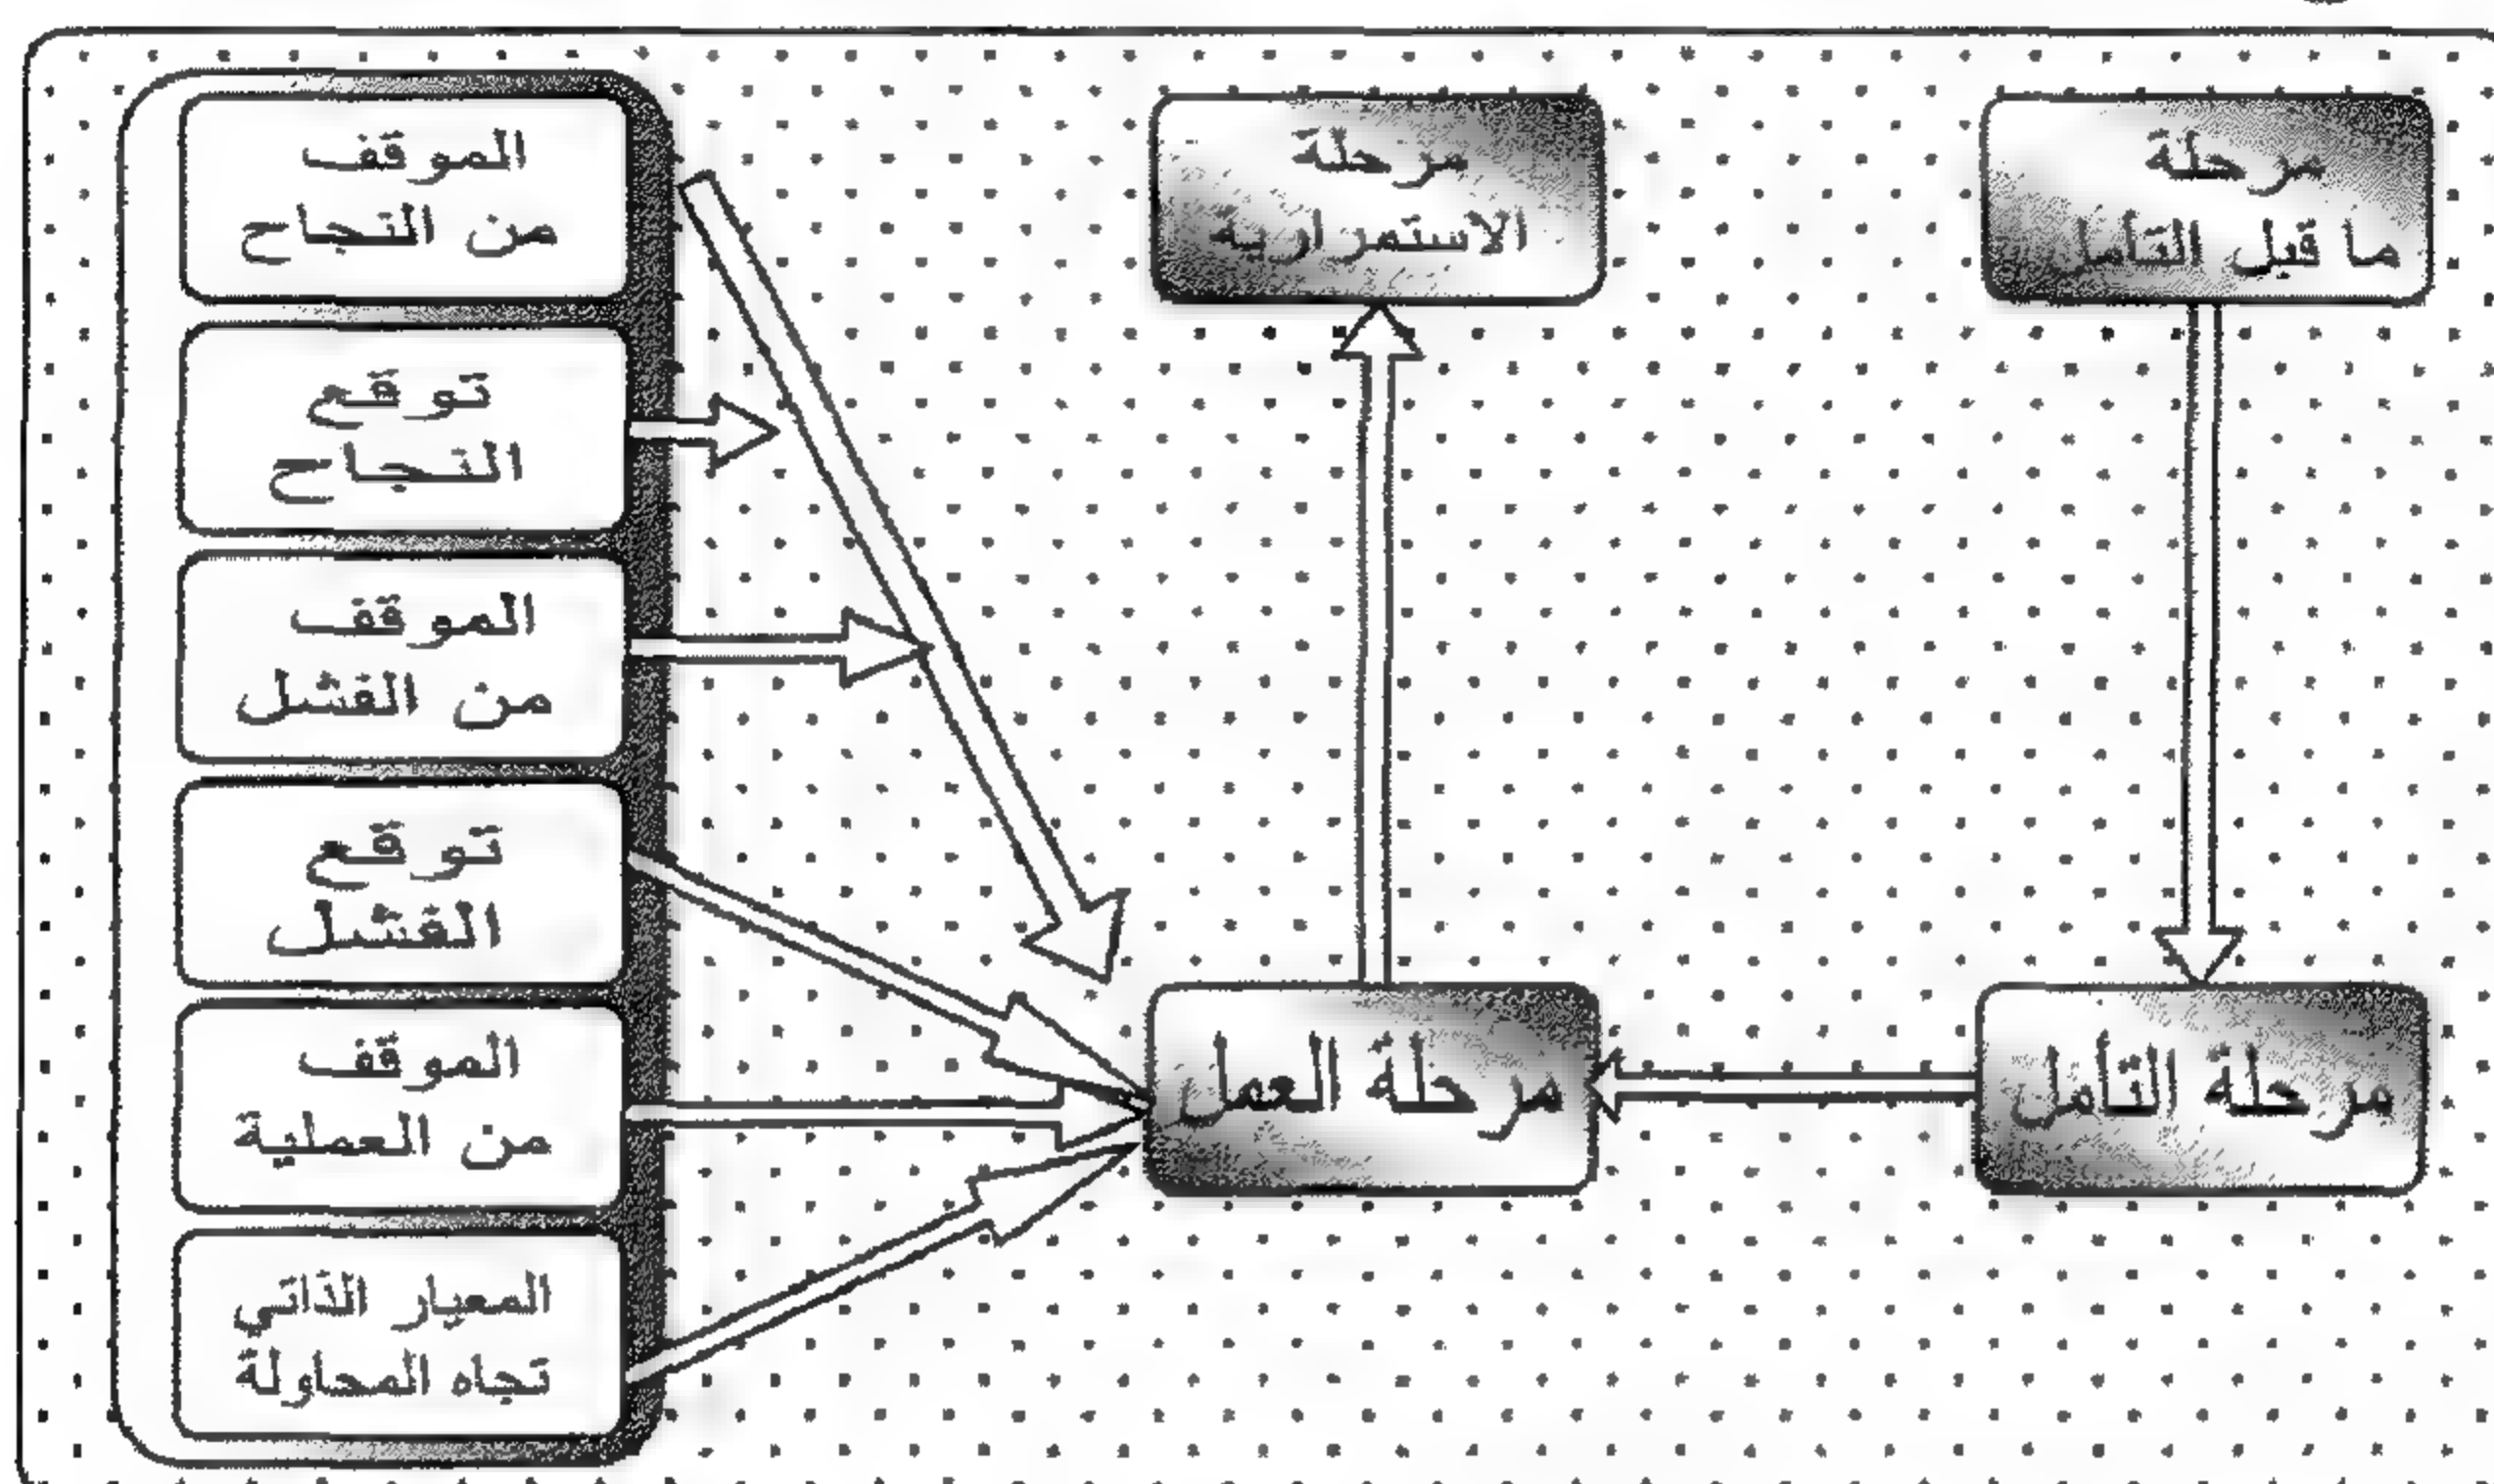 مرحلة
ما قبل التأمل
مرحلة التأمل
مرحلة العمل
مرحلة
الاستمرارية
الموقف
من النجاح
توقع
النجاح
الموقف
من الفشل
توقع
الفشل
الموقف
من العملية
المعيار الذاتي
تجاه المحاولة